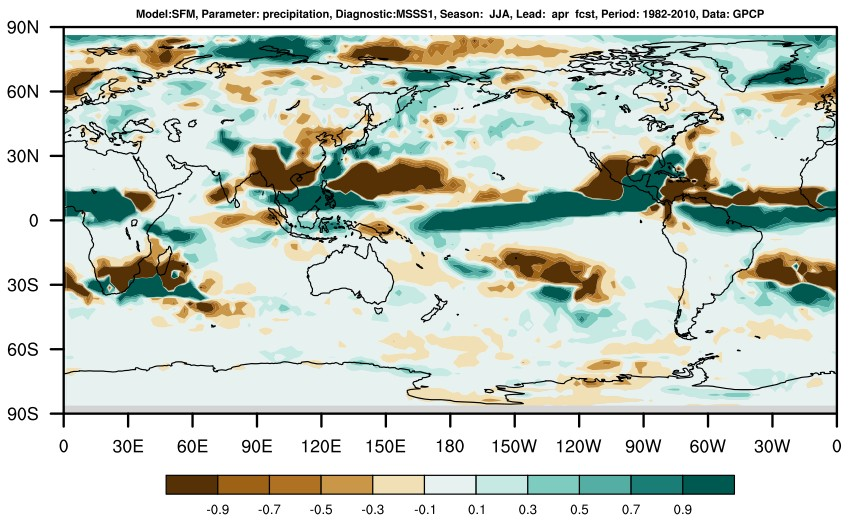 Model:SFM, Parameter: precipitation, Diagnostic:MSSS1, Season: JJA, Lead: apr fcst, Period: 1982-2010, Data: GPCP
90N
60N
30N
0
30S
60S
90S
0 30E 60E 90E 120E 150E 180 150W 120W 90W 60W 30W 0
-0.9 -0.7 -0.5 -0.3 -0.1 0.1 0.3 0.5 0.7 0.9